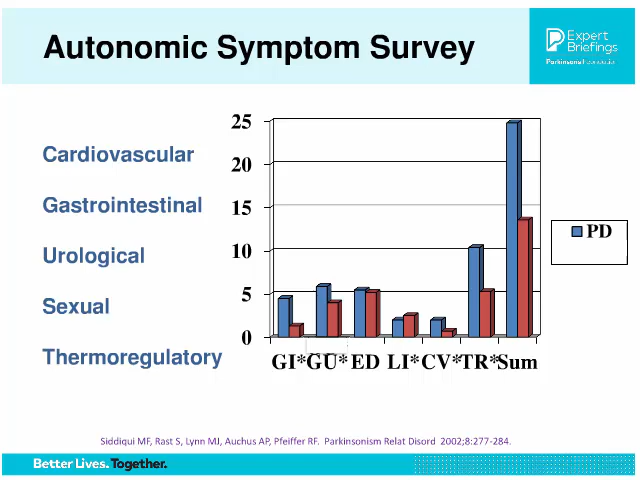 Autonomic Symptom Survey
Expert
Briefings
Parkinson's Foundation
Cardiovascular
Gastrointestinal
Urological
Sexual
Thermoregulatory
25
20
15
10
5
0
GI* GU* ED LI* CV* TR* Sum
PD
Siddiqui MF, Rast S, Lynn MJ, Auchus AP, Pfeiffer RF. Parkinsonism Relat Disord 2002;8:277-284.
Better Lives. Together.